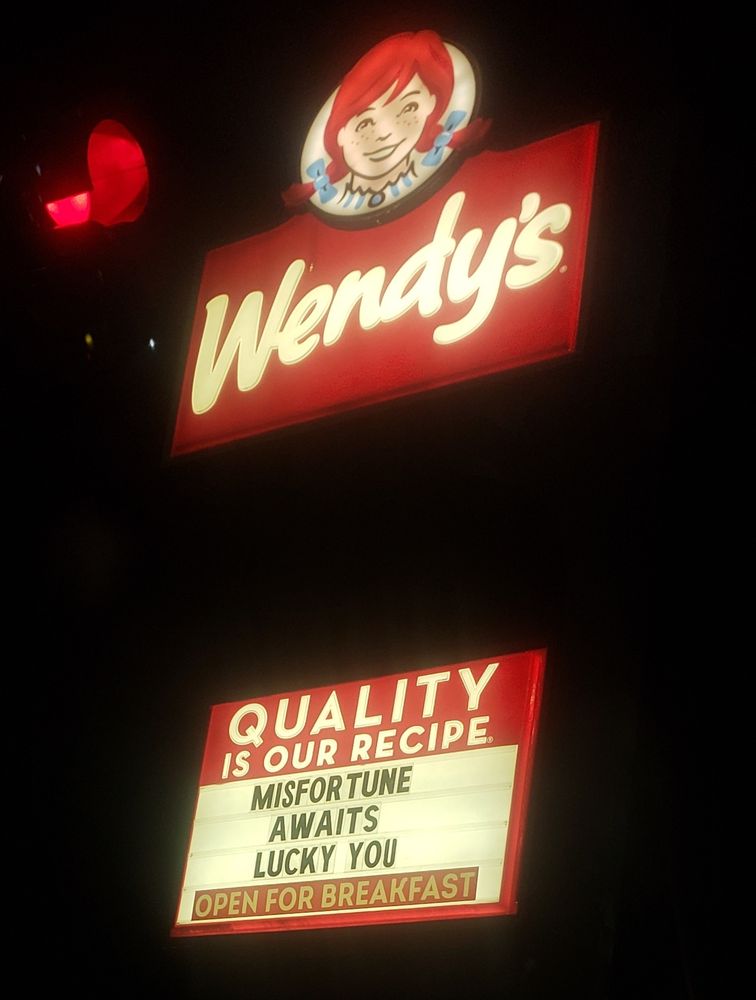 Wendy's
QUALITY
IS OUR RECIPE®
MISFORTUNE
AWAITS
LUCKY YOU
OPEN FOR BREAKFAST